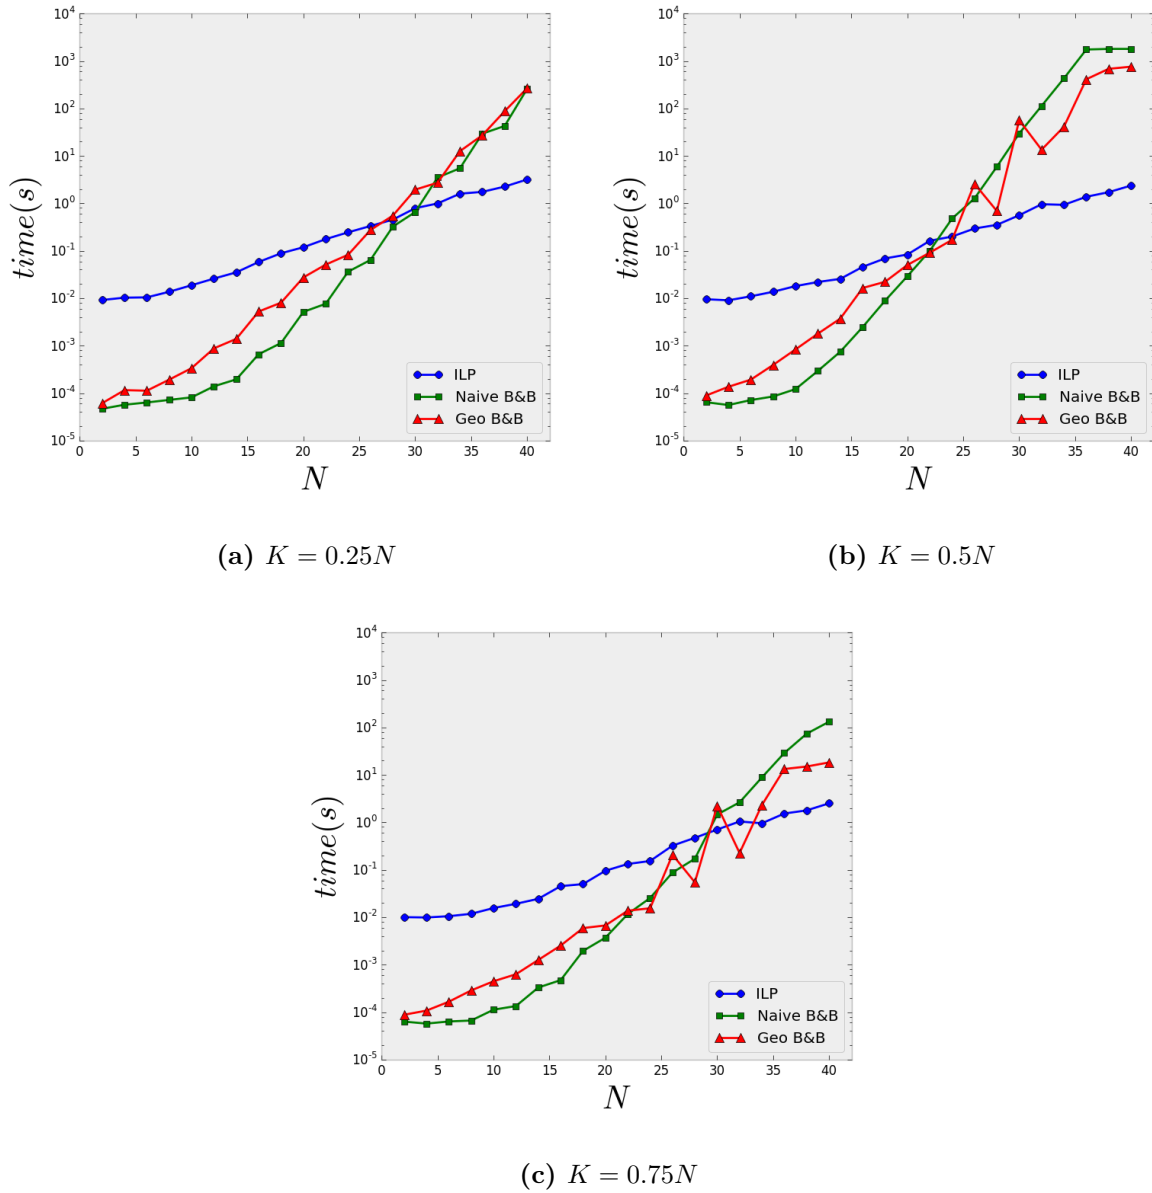 10^4
10^3
10^2
10^1
10^0
10^-1
10^-2
10^-3
10^-4
10^-5
time(s)
0 5 10 15 20 25 30 35 40
N
ILP
Naive B&B
Geo B&B
(a) K = 0.25N
10^4
10^3
10^2
10^1
10^0
10^-1
10^-2
10^-3
10^-4
10^-5
time(s)
0 5 10 15 20 25 30 35 40
N
ILP
Naive B&B
Geo B&B
(b) K = 0.5N
10^4
10^3
10^2
10^1
10^0
10^-1
10^-2
10^-3
10^-4
10^-5
time(s)
0 5 10 15 20 25 30 35 40
N
ILP
Naive B&B
Geo B&B
(c) K = 0.75N